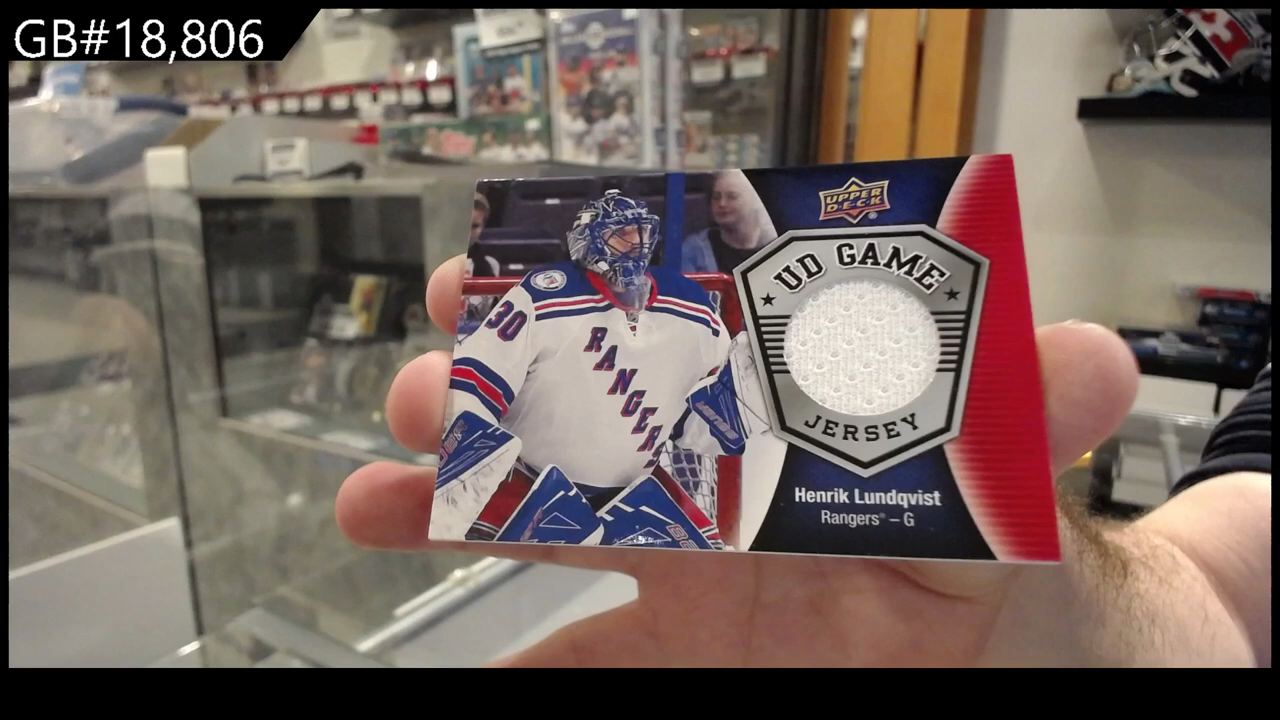 GB#18,806
UPPER
DECK
UD GAME
JERSEY
Henrik Lundqvist
Rangers® – G
30
RANGERS